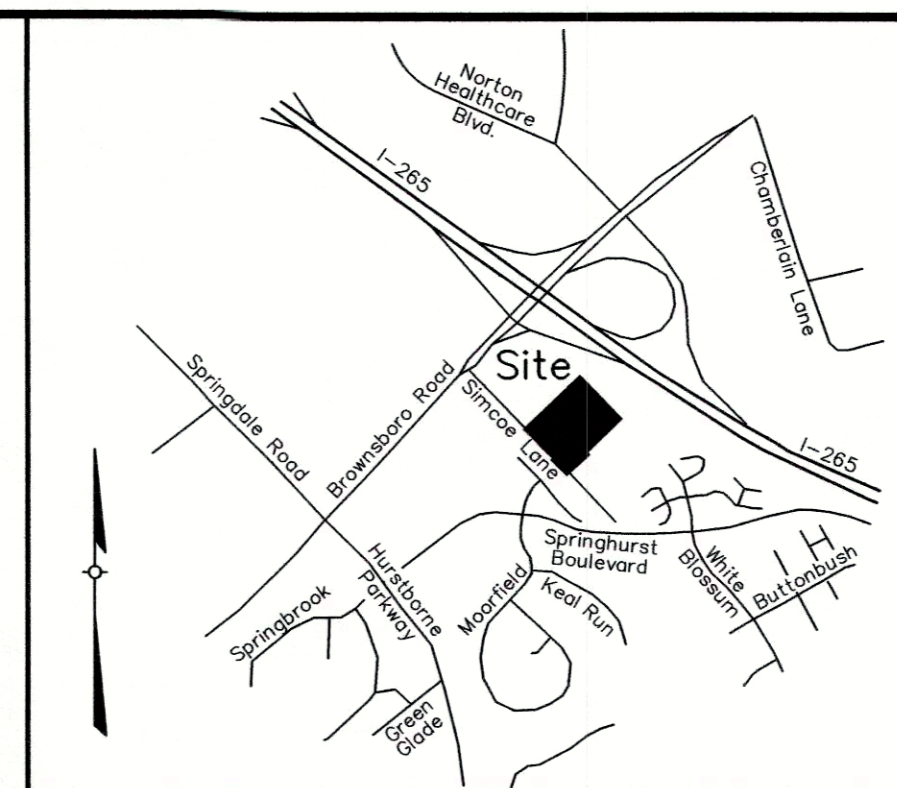 Norton
Healthcare
Blvd.
I-265
Chamberlain Lane
Site
Springdale Road
Brownsboro Road
Simcoe Lane
I-265
Springhurst
Boulevard
White
Blossum
Buttonbush
Hurstborne
Parkway
Moorfield
Keal Run
Springbrook
Green
Glade